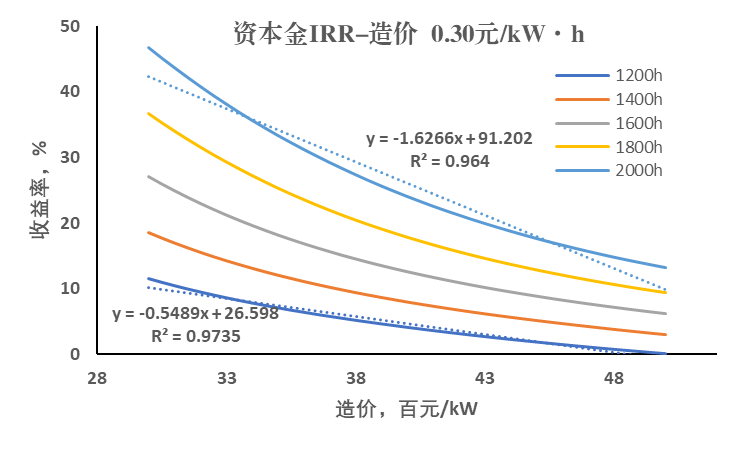 资本金IRR–造价 0.30元/kW·h
50
40
30
20
10
0
收益率，%
1200h
1400h
1600h
1800h
2000h
y = -1.6266x+91.202
R² = 0.964
y = -0.5489x+26.598
R² = 0.9735
28
33
38
43
48
造价，百元/kW